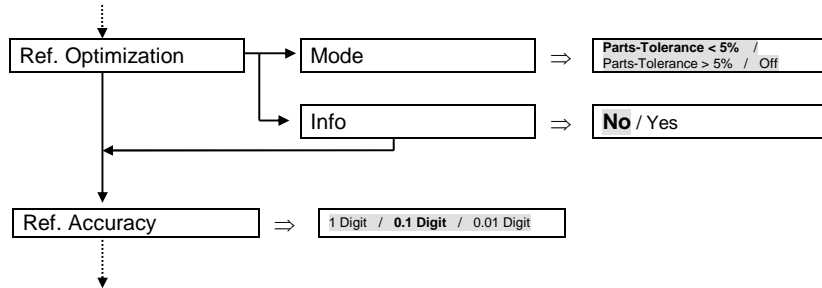 Ref. Optimization
Mode
⇒
Parts-Tolerance < 5% /
Parts-Tolerance > 5% / Off
Info
⇒
No / Yes
Ref. Accuracy
⇒
1 Digit / 0.1 Digit / 0.01 Digit